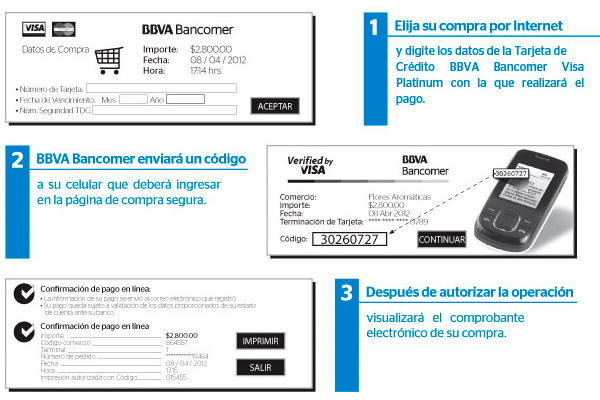 VISA MasterCard BBVA Bancomer
Datos de Compra
Importe: $2,800.00
Fecha: 08 / 04 / 2012
Hora: 17:14 hrs.
• Número de Tarjeta:
• Fecha de Vencimiento: Mes Año
• Núm. Seguridad TDC:
ACEPTAR
1 Elija su compra por Internet
y digite los datos de la Tarjeta de
Crédito BBVA Bancomer Visa
Platinum con la que realizará el
pago.
2 BBVA Bancomer enviará un código
a su celular que deberá ingresar
en la página de compra segura.
Verified by
VISA
BBVA
Bancomer
Comercio: Flores Aromáticas
Importe: $2,800.00
Fecha: 08 Abr 2012
Terminación de Tarjeta: **** **** **** 0789
Código: 30260727 CONTINUAR
30260727
Confirmación de pago en línea:
• La información de su pago se envió al correo electrónico que registró
• Su pago queda sujeto a validación de los datos proporcionados de su estado
de cuenta ante su banco.
Confirmación de pago en línea
Importe $2,800.00
Código comercio 864557
Terminal 1
Número de pedido **********6484
Fecha 08 / 04 / 2012
Hora 17:15
Impresión autorizada con Código 015455
IMPRIMIR
SALIR
3 Después de autorizar la operación
visualizará el comprobante
electrónico de su compra.